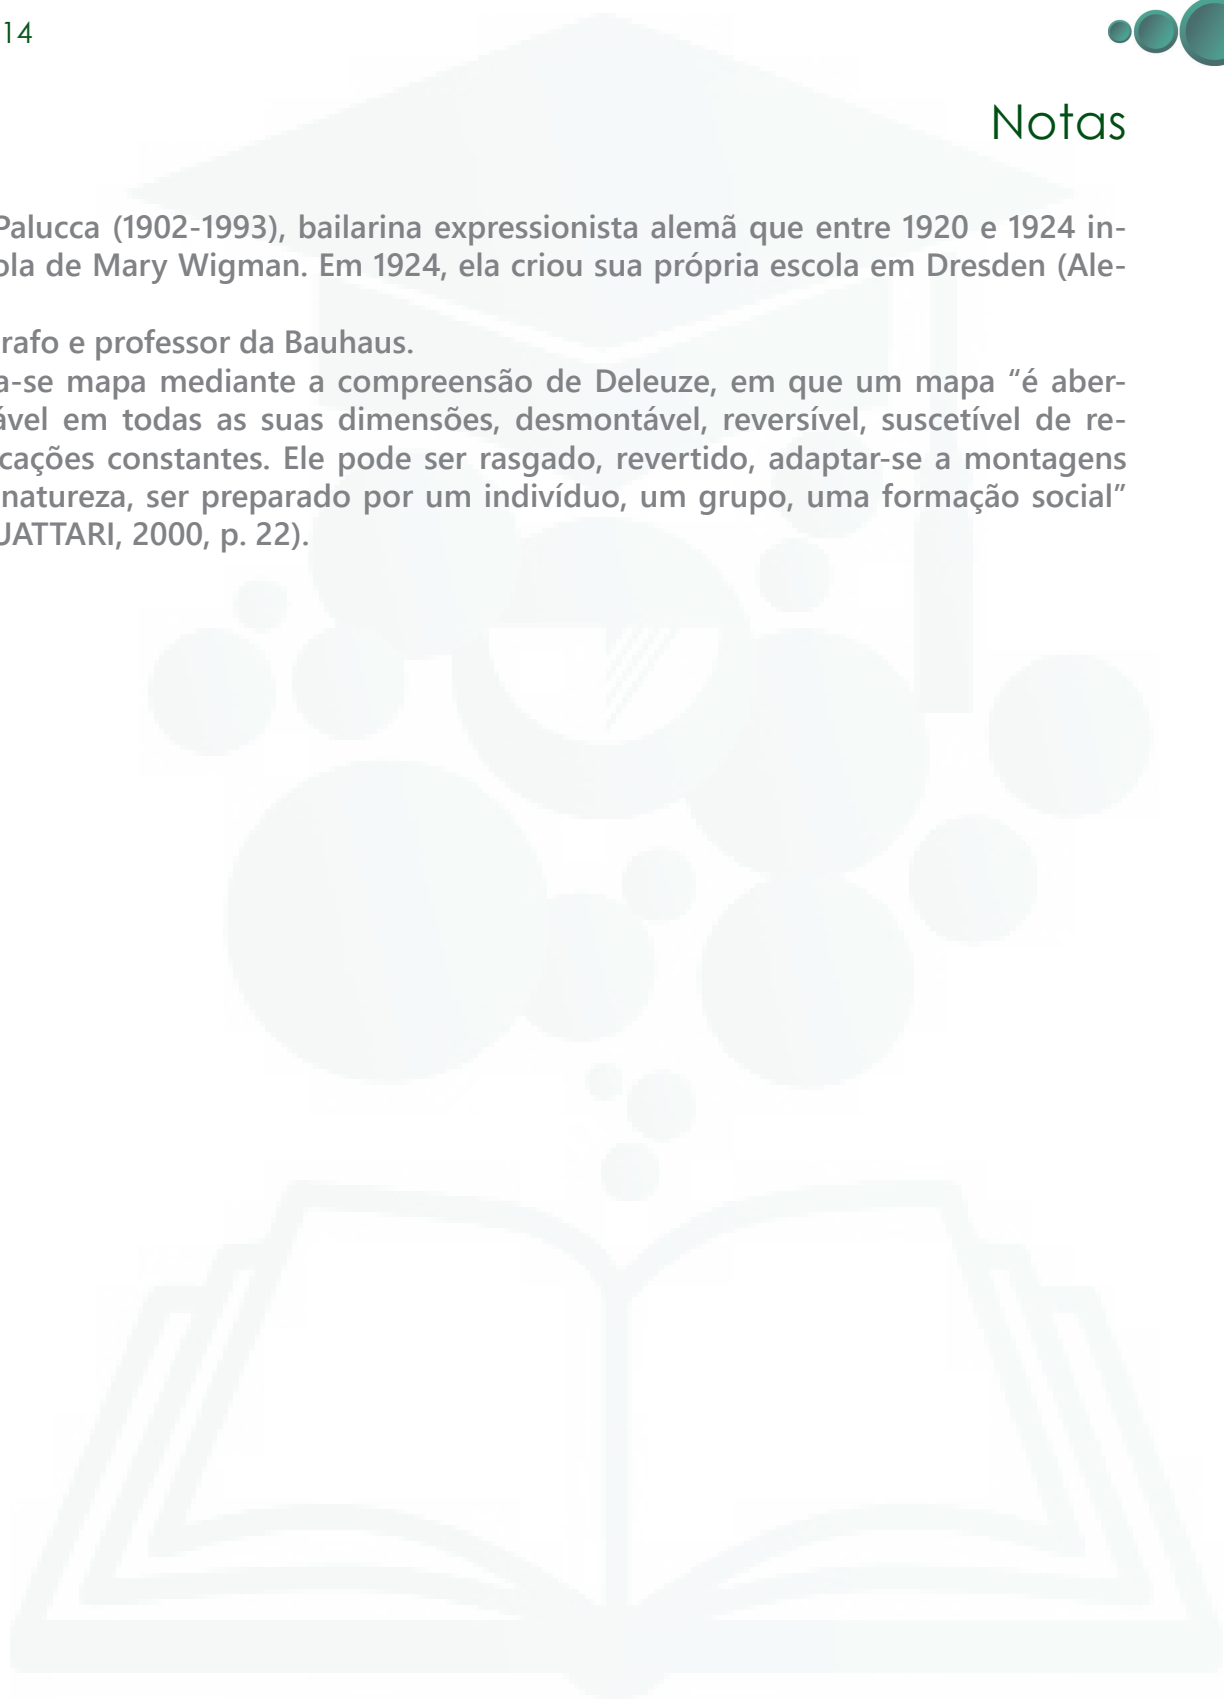 14
Notas
Palucca (1902-1993), bailarina expressionista alemã que entre 1920 e 1924 in-
ola de Mary Wigman. Em 1924, ela criou sua própria escola em Dresden (Ale-
rafo e professor da Bauhaus.
a-se mapa mediante a compreensão de Deleuze, em que um mapa “é aber-
ável em todas as suas dimensões, desmontável, reversível, suscetível de re-
cações constantes. Ele pode ser rasgado, revertido, adaptar-se a montagens
natureza, ser preparado por um indivíduo, um grupo, uma formação social”
UATTARI, 2000, p. 22).